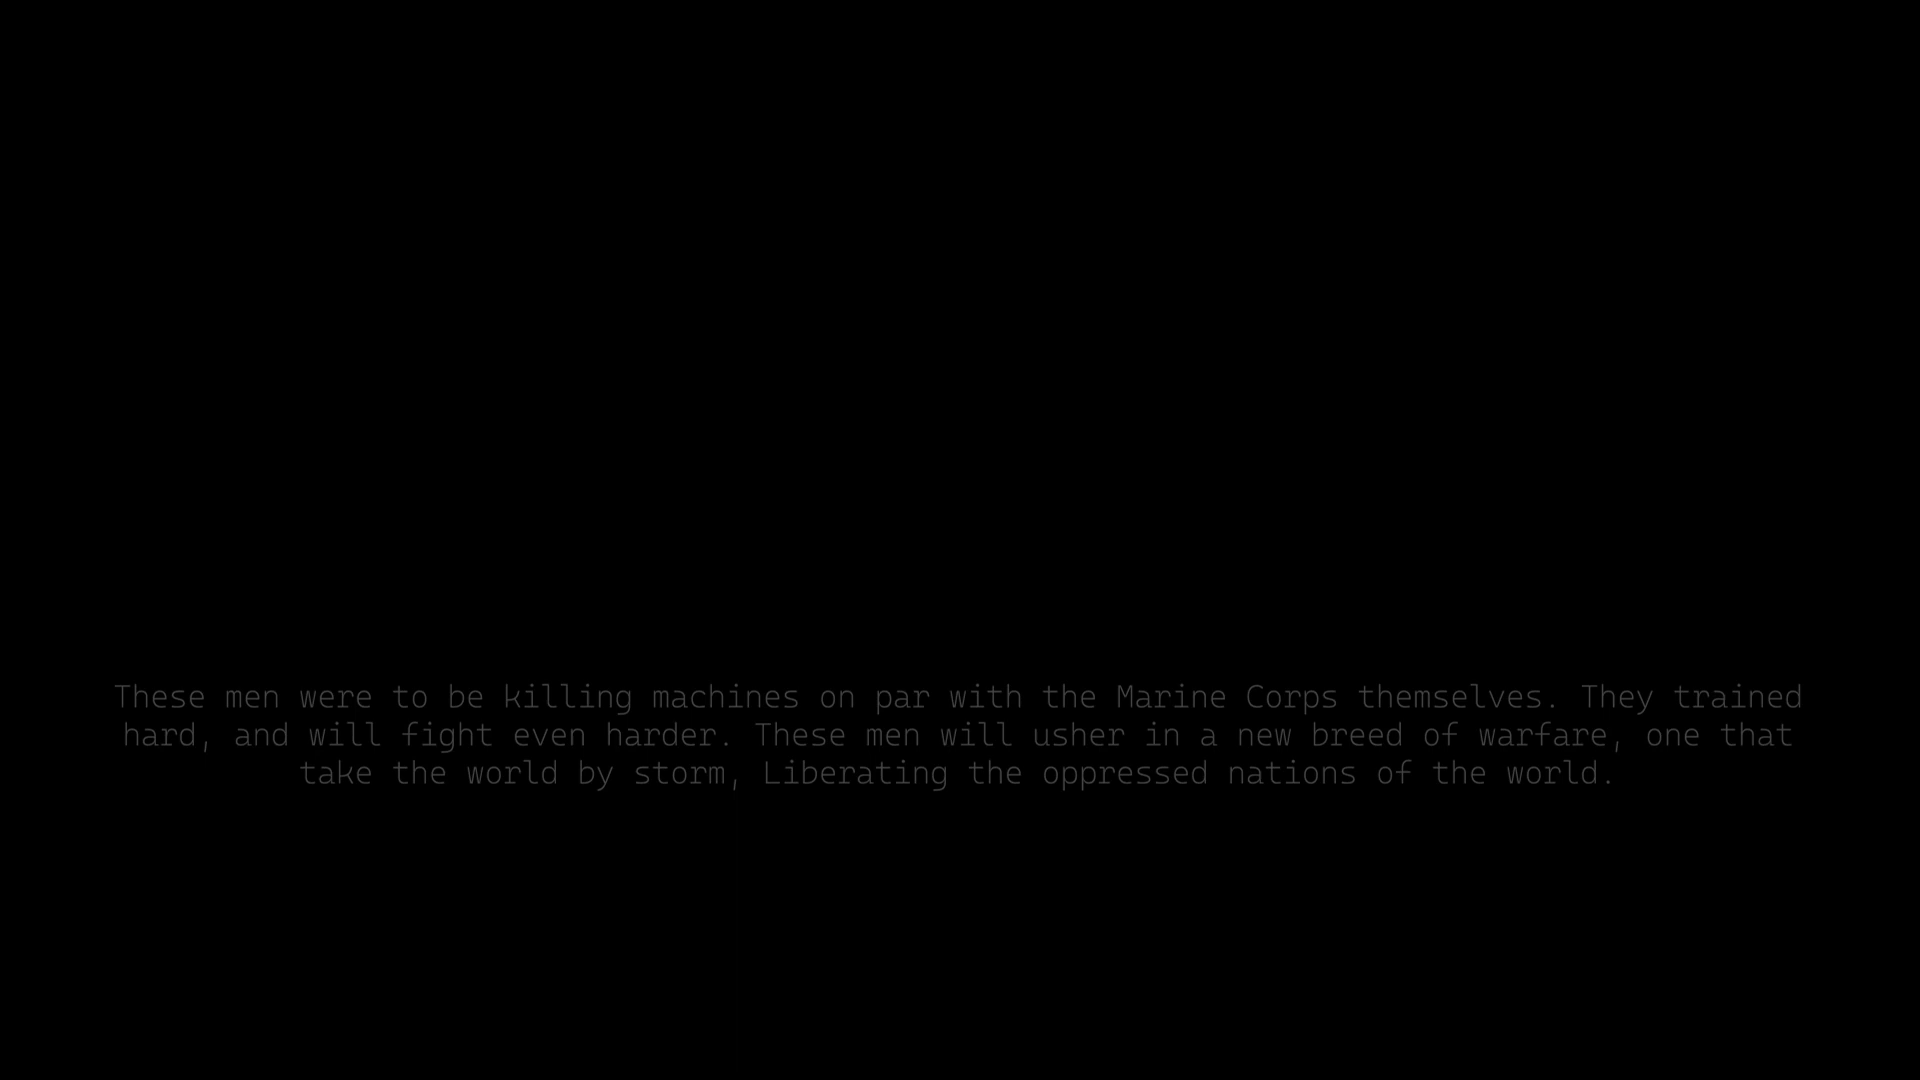 These men were to be killing machines on par with the Marine Corps themselves. They trained
hard, and will fight even harder. These men will usher in a new breed of warfare, one that
take the world by storm, Liberating the oppressed nations of the world.